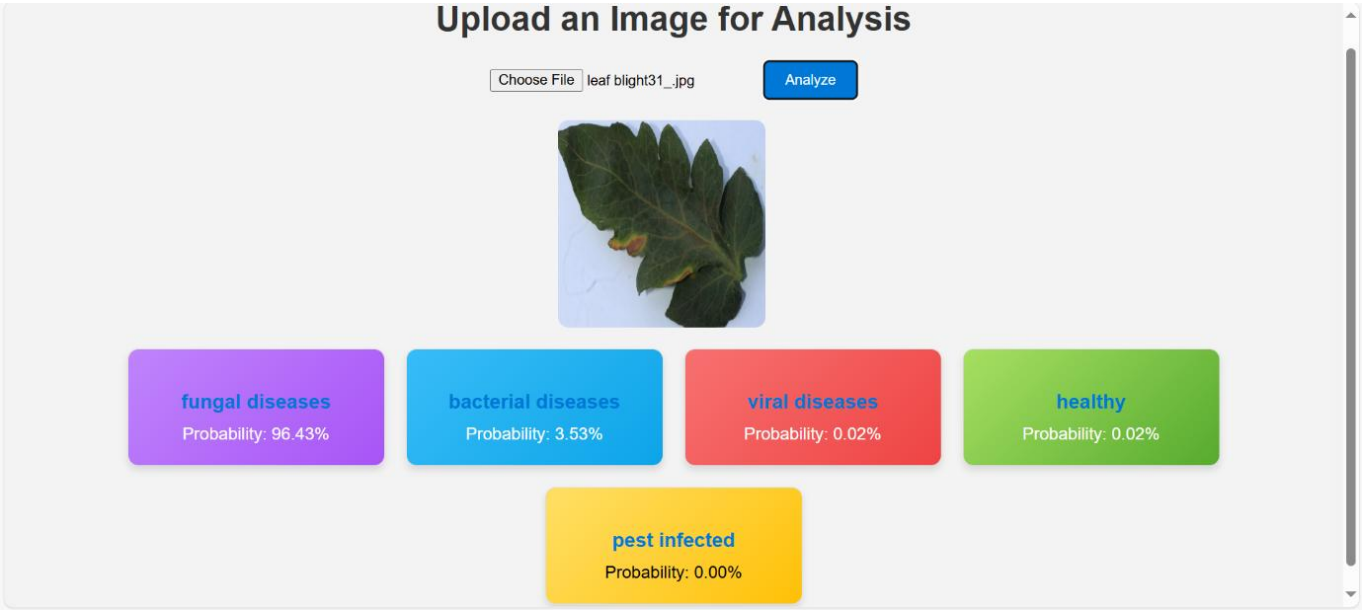 Upload an Image for Analysis
Choose File leaf blight31_.jpg Analyze
fungal diseases
Probability: 96.43%
bacterial diseases
Probability: 3.53%
viral diseases
Probability: 0.02%
healthy
Probability: 0.02%
pest infected
Probability: 0.00%